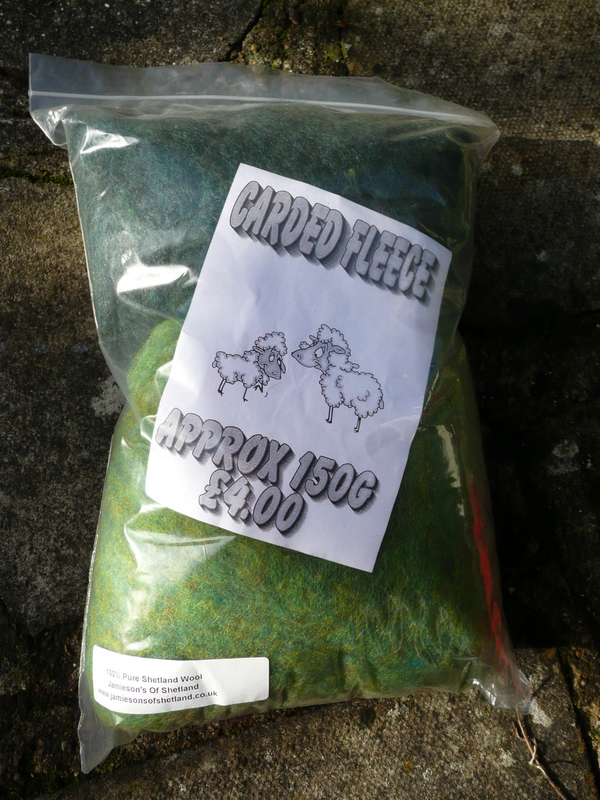 CARDED FLEECE
APPROX 150G
£4.00
100% Pure Shetland Wool
Jamieson's Of Shetland
www.jamiesonsofshetland.co.uk